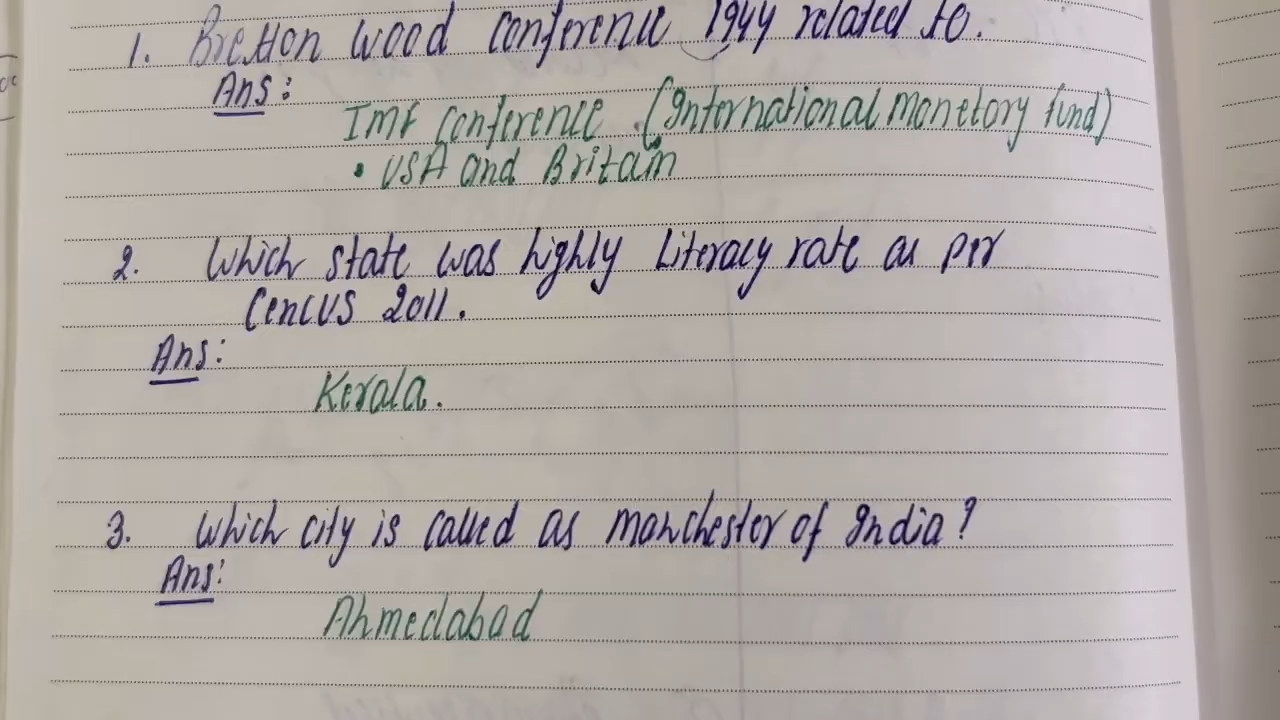 1. Bretton wood conference 1944 related to.
Ans:
IMF conference (International monetory fund)
• USA and Britain
2. Which state was highly Literacy rate as per
Cencus 2011.
Ans:
Kerala.
3. Which city is called as manchester of India?
Ans:
Ahmedabad